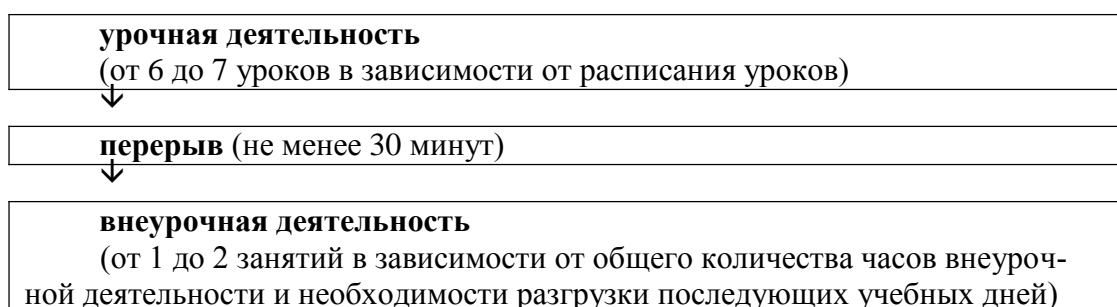 урочная деятельность
(от 6 до 7 уроков в зависимости от расписания уроков)
перерыв (не менее 30 минут)
внеурочная деятельность
(от 1 до 2 занятий в зависимости от общего количества часов внеуроч-
ной деятельности и необходимости разгрузки последующих учебных дней)